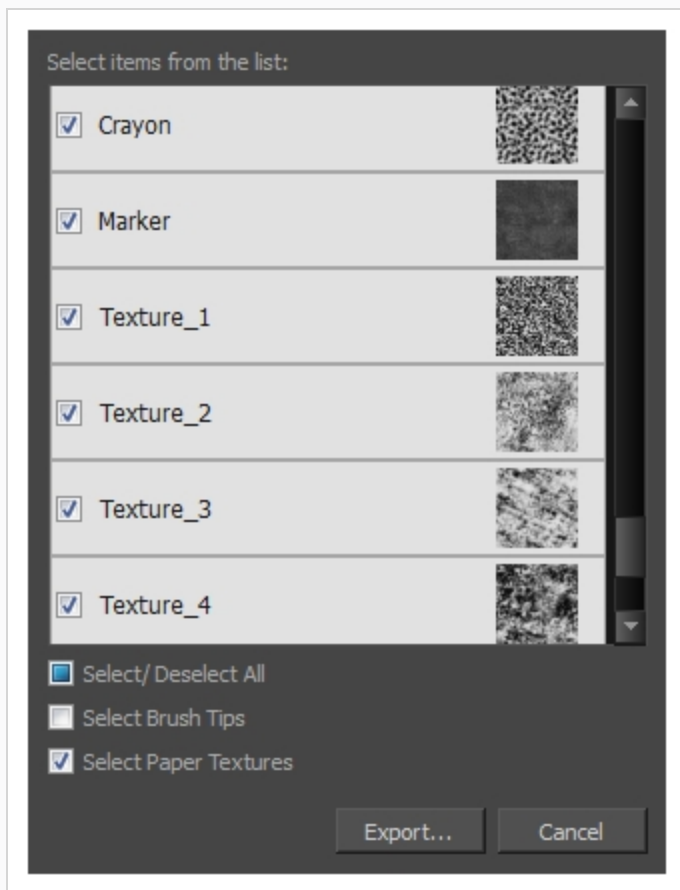 Select items from the list:
Crayon
Marker
Texture_1
Texture_2
Texture_3
Texture_4
Select/ Deselect All
Select Brush Tips
Select Paper Textures
Export... Cancel